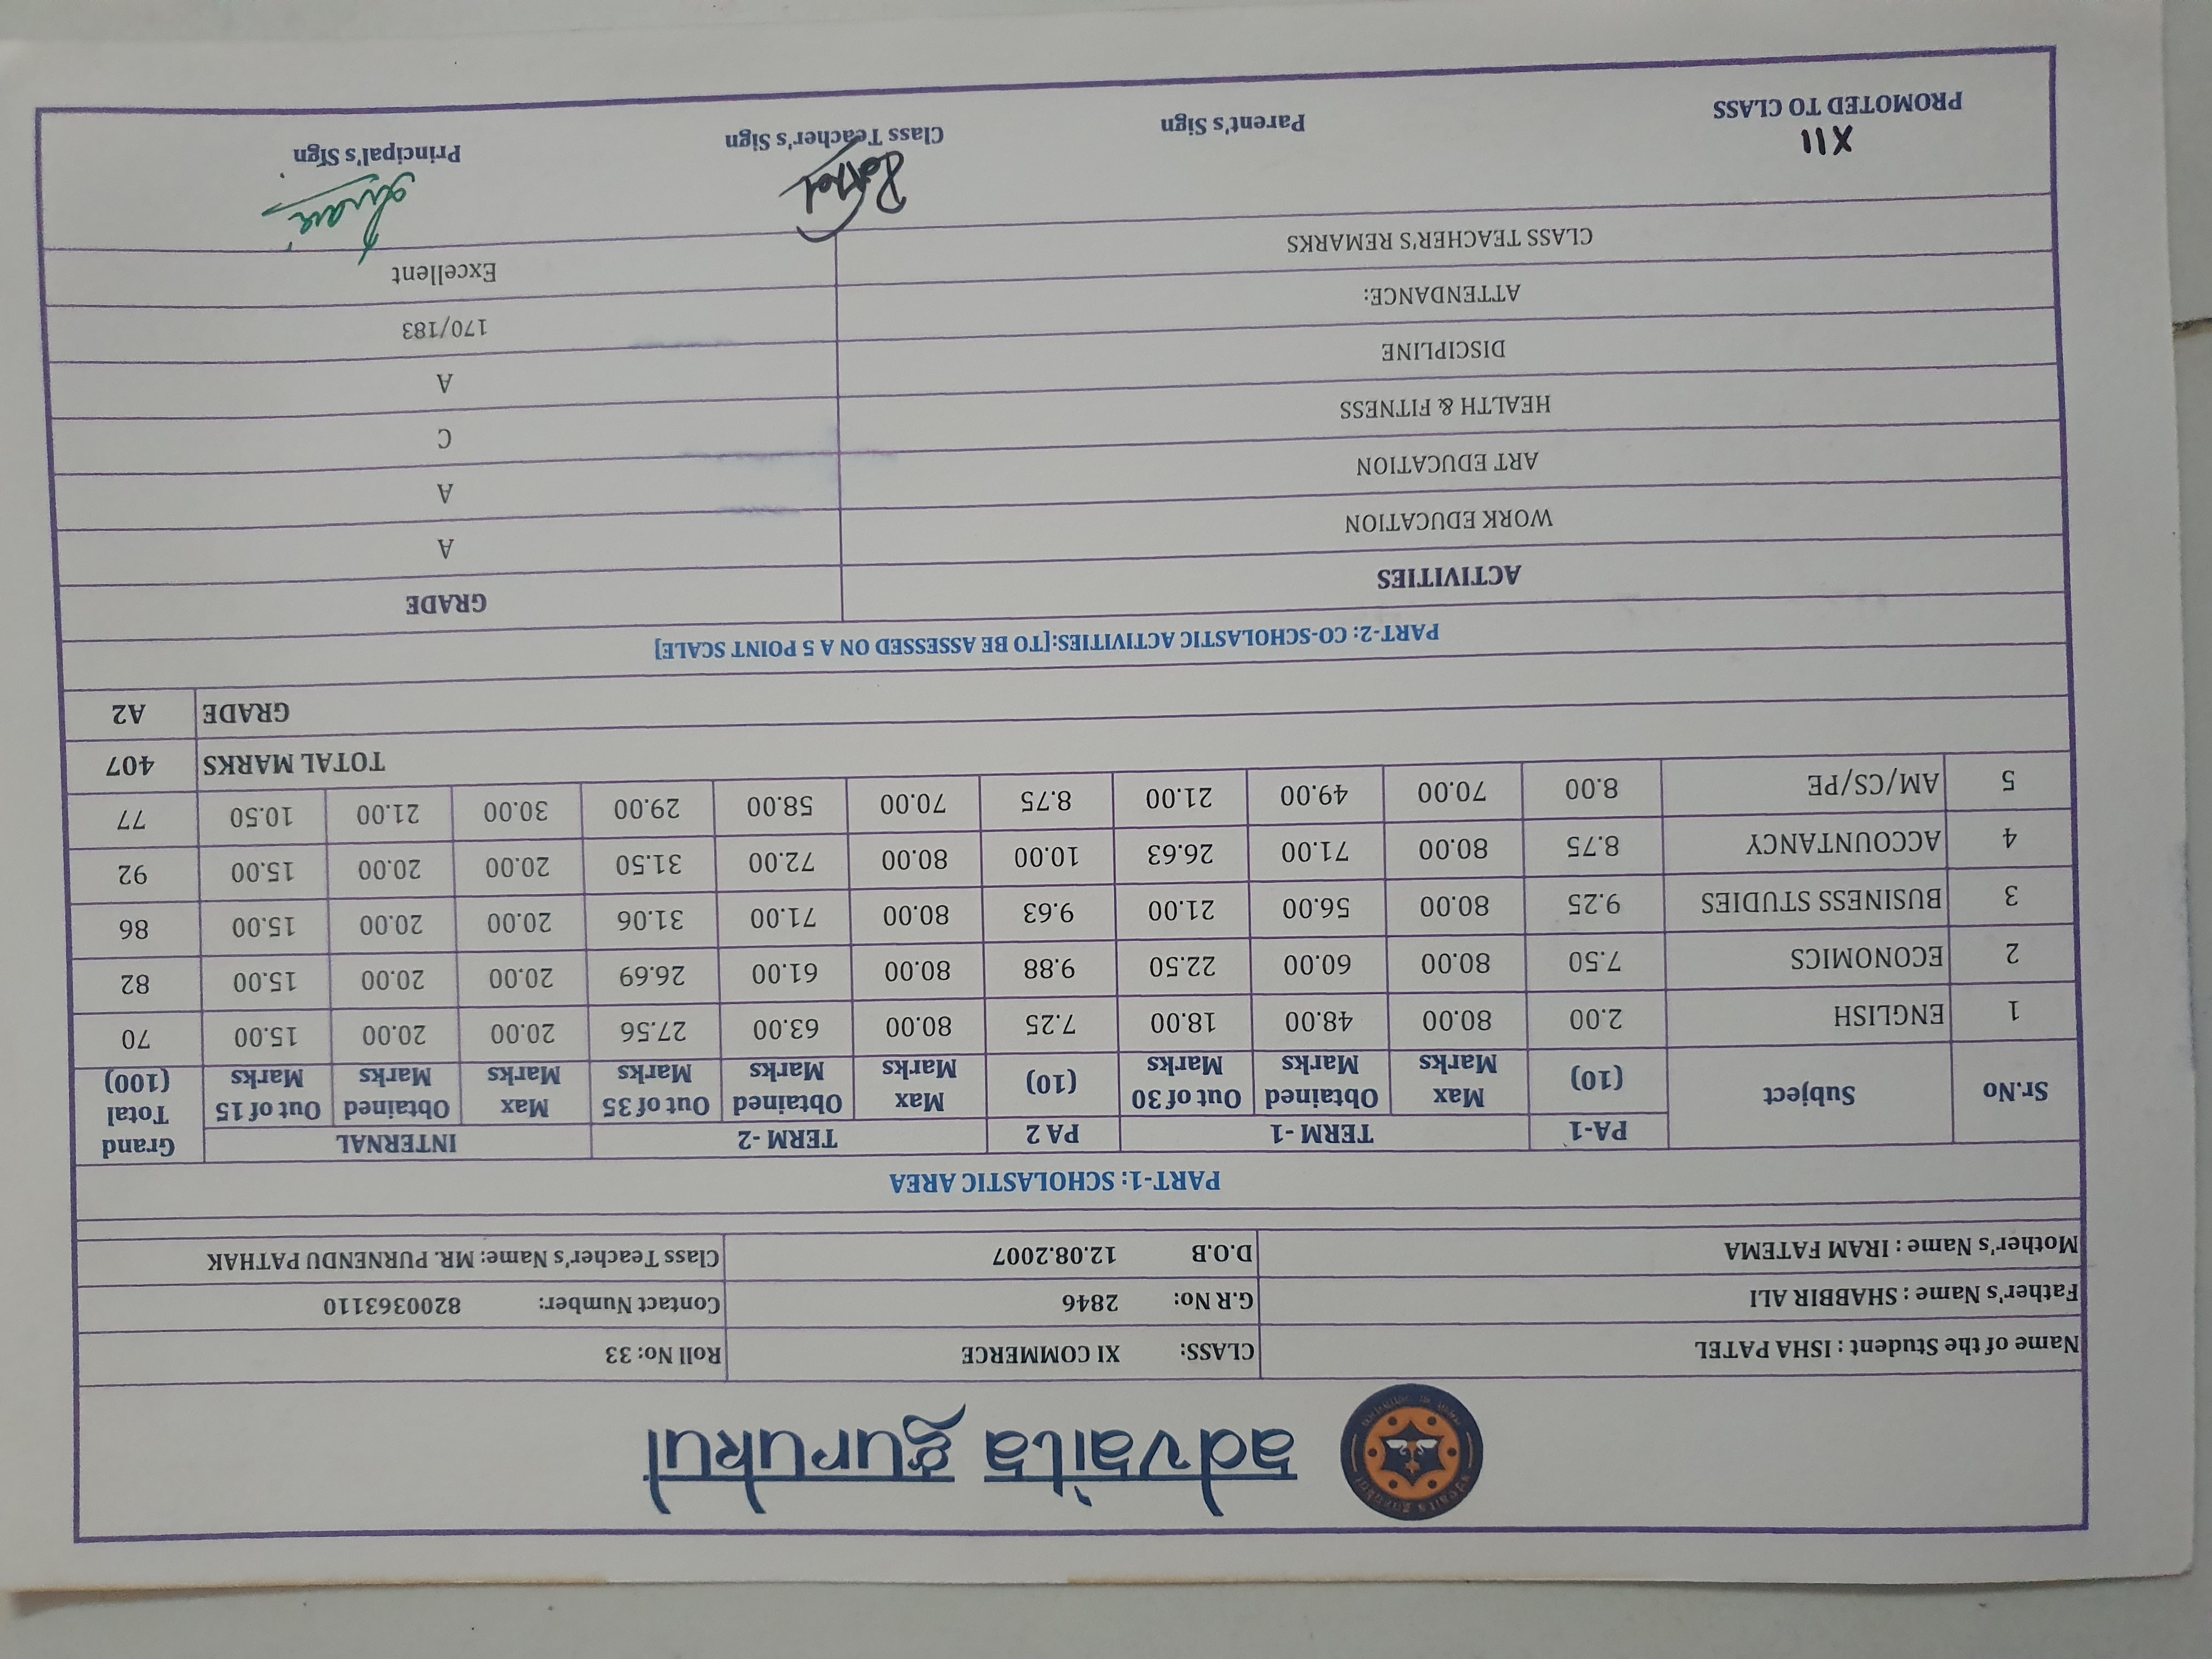 advaita gurukul
Name of the Student : ISHA PATEL CLASS: XI COMMERCE Roll No: 33
Father's Name : SHABBIR ALI G.R No: 2846 Contact Number: 8200363110
Mother's Name : IRAM FATEMA D.O.B 12.08.2007 Class Teacher's Name: MR. PURNENDU PATHAK
PART-1: SCHOLASTIC AREA
Sr.No Subject PA-1 TERM -1 PA 2 TERM -2 INTERNAL Grand Total (100)
(10) Max Marks Obtained Marks Out of 30 Marks (10) Max Marks Obtained Marks Out of 35 Marks Max Marks Obtained Marks Out of 15 Marks
1 ENGLISH 2.00 80.00 48.00 18.00 7.25 80.00 63.00 27.56 20.00 20.00 15.00 70
2 ECONOMICS 7.50 80.00 60.00 22.50 9.88 80.00 61.00 26.69 20.00 20.00 15.00 82
3 BUSINESS STUDIES 9.25 80.00 56.00 21.00 9.63 80.00 71.00 31.06 20.00 20.00 15.00 86
4 ACCOUNTANCY 8.75 80.00 71.00 26.63 10.00 80.00 72.00 31.50 20.00 20.00 15.00 92
5 AM/CS/PE 8.00 70.00 49.00 21.00 8.75 70.00 58.00 29.00 30.00 21.00 10.50 77
TOTAL MARKS 407
GRADE A2
PART-2: CO-SCHOLASTIC ACTIVITIES:[TO BE ASSESSED ON A 5 POINT SCALE]
ACTIVITIES GRADE
WORK EDUCATION A
ART EDUCATION A
HEALTH & FITNESS C
DISCIPLINE A
ATTENDANCE: 170/183
CLASS TEACHER'S REMARKS Excellent
XII
PROMOTED TO CLASS Parent's Sign Class Teacher's Sign Principal's Sign